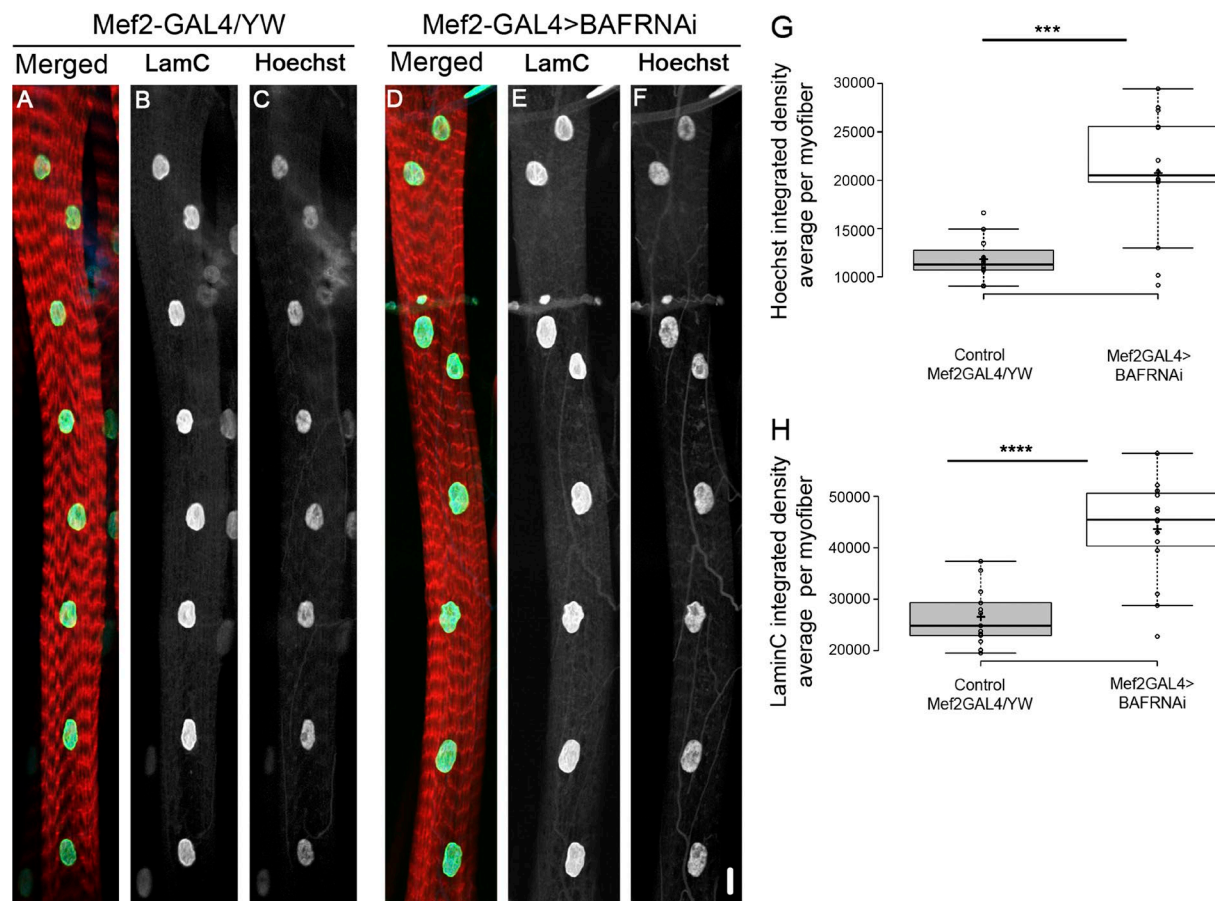 Mef2-GAL4/YW
Mef2-GAL4>BAFRNAi
Merged LamC Hoechst
Merged LamC Hoechst
A B C D E F
G
***
Hoechst integrated density
average per myofiber
30000
25000
20000
15000
10000
Control
Mef2GAL4/YW
Mef2GAL4>
BAFRNAi
H
****
LaminC integrated density
average per myofiber
50000
40000
30000
20000
Control
Mef2GAL4/YW
Mef2GAL4>
BAFRNAi